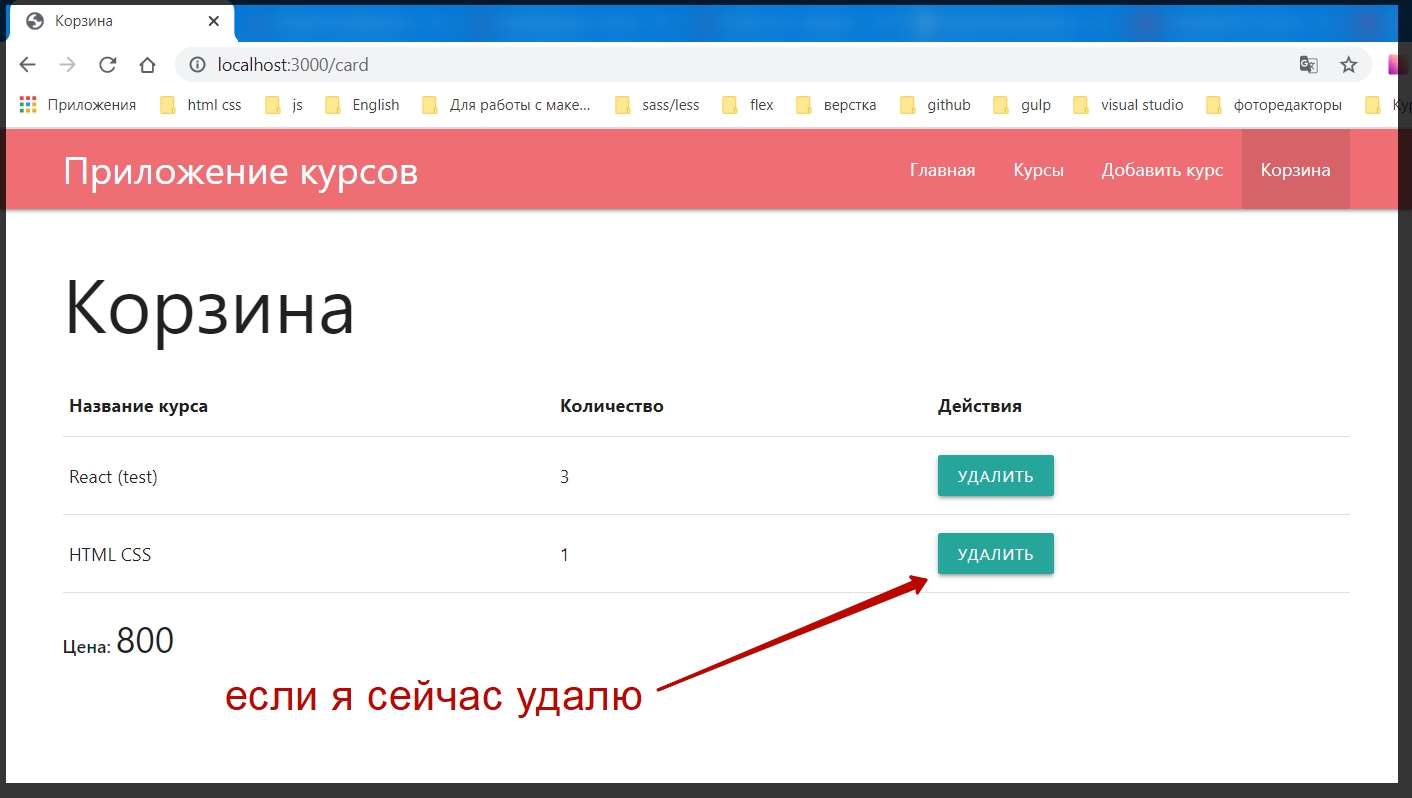 Корзина
localhost:3000/card
Приложения html css js English Для работы с маке... sass/less flex верстка github gulp visual studio фоторедакторы
Приложение курсов Главная Курсы Добавить курс Корзина
Корзина
Название курса Количество Действия
React (test) 3 УДАЛИТЬ
HTML CSS 1 УДАЛИТЬ
Цена: 800
если я сейчас удалю